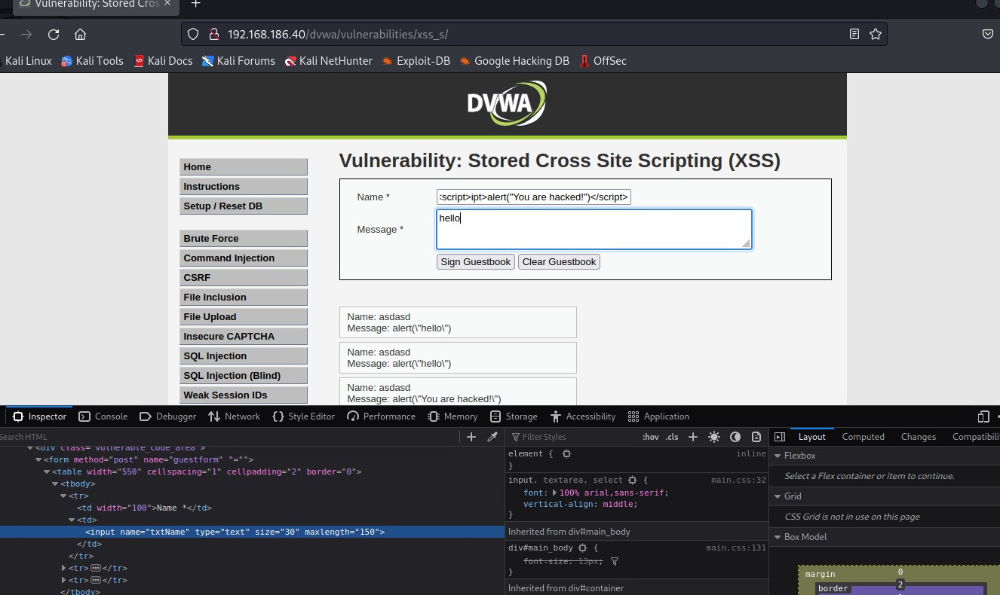 Vulnerability: Stored Cros
192.168.186.40/dvwa/vulnerabilities/xss_s/
Kali Linux Kali Tools Kali Docs Kali Forums Kali NetHunter Exploit-DB Google Hacking DB OffSec
DVWA
Vulnerability: Stored Cross Site Scripting (XSS)
Home
Instructions
Setup / Reset DB
Brute Force
Command Injection
CSRF
File Inclusion
File Upload
Insecure CAPTCHA
SQL Injection
SQL Injection (Blind)
Weak Session IDs
Name * <script>ipt>alert("You are hacked!")</script>
Message * hello
Sign Guestbook Clear Guestbook
Name: asdasd
Message: alert(\"hello\")
Name: asdasd
Message: alert(\"hello\")
Name: asdasd
Message: alert(\"You are hacked!\")
Inspector Console Debugger Network Style Editor Performance Memory Storage Accessibility Application
Search HTML
<div class="vulnerable_code_area">
<form method="post" name="guestform" "="">
<table width="550" cellspacing="1" cellpadding="2" border="0">
<tbody>
<tr>
<td width="100">Name *</td>
<td>
<input name="txtName" type="text" size="30" maxlength="150">
</td>
</tr>
<tr> </tr>
<tr> </tr>
</tbody>
Filter Styles :hov .cls
element { inline
}
input, textarea, select { main.css:32
font: 100% arial,sans-serif;
vertical-align: middle;
}
Inherited from div#main_body
div#main_body { main.css:131
font-size: 13px;
}
Inherited from div#container
Layout Computed Changes Compatibili
Flexbox
Select a Flex container or item to continue.
Grid
CSS Grid is not in use on this page
Box Model
margin 0
border 2